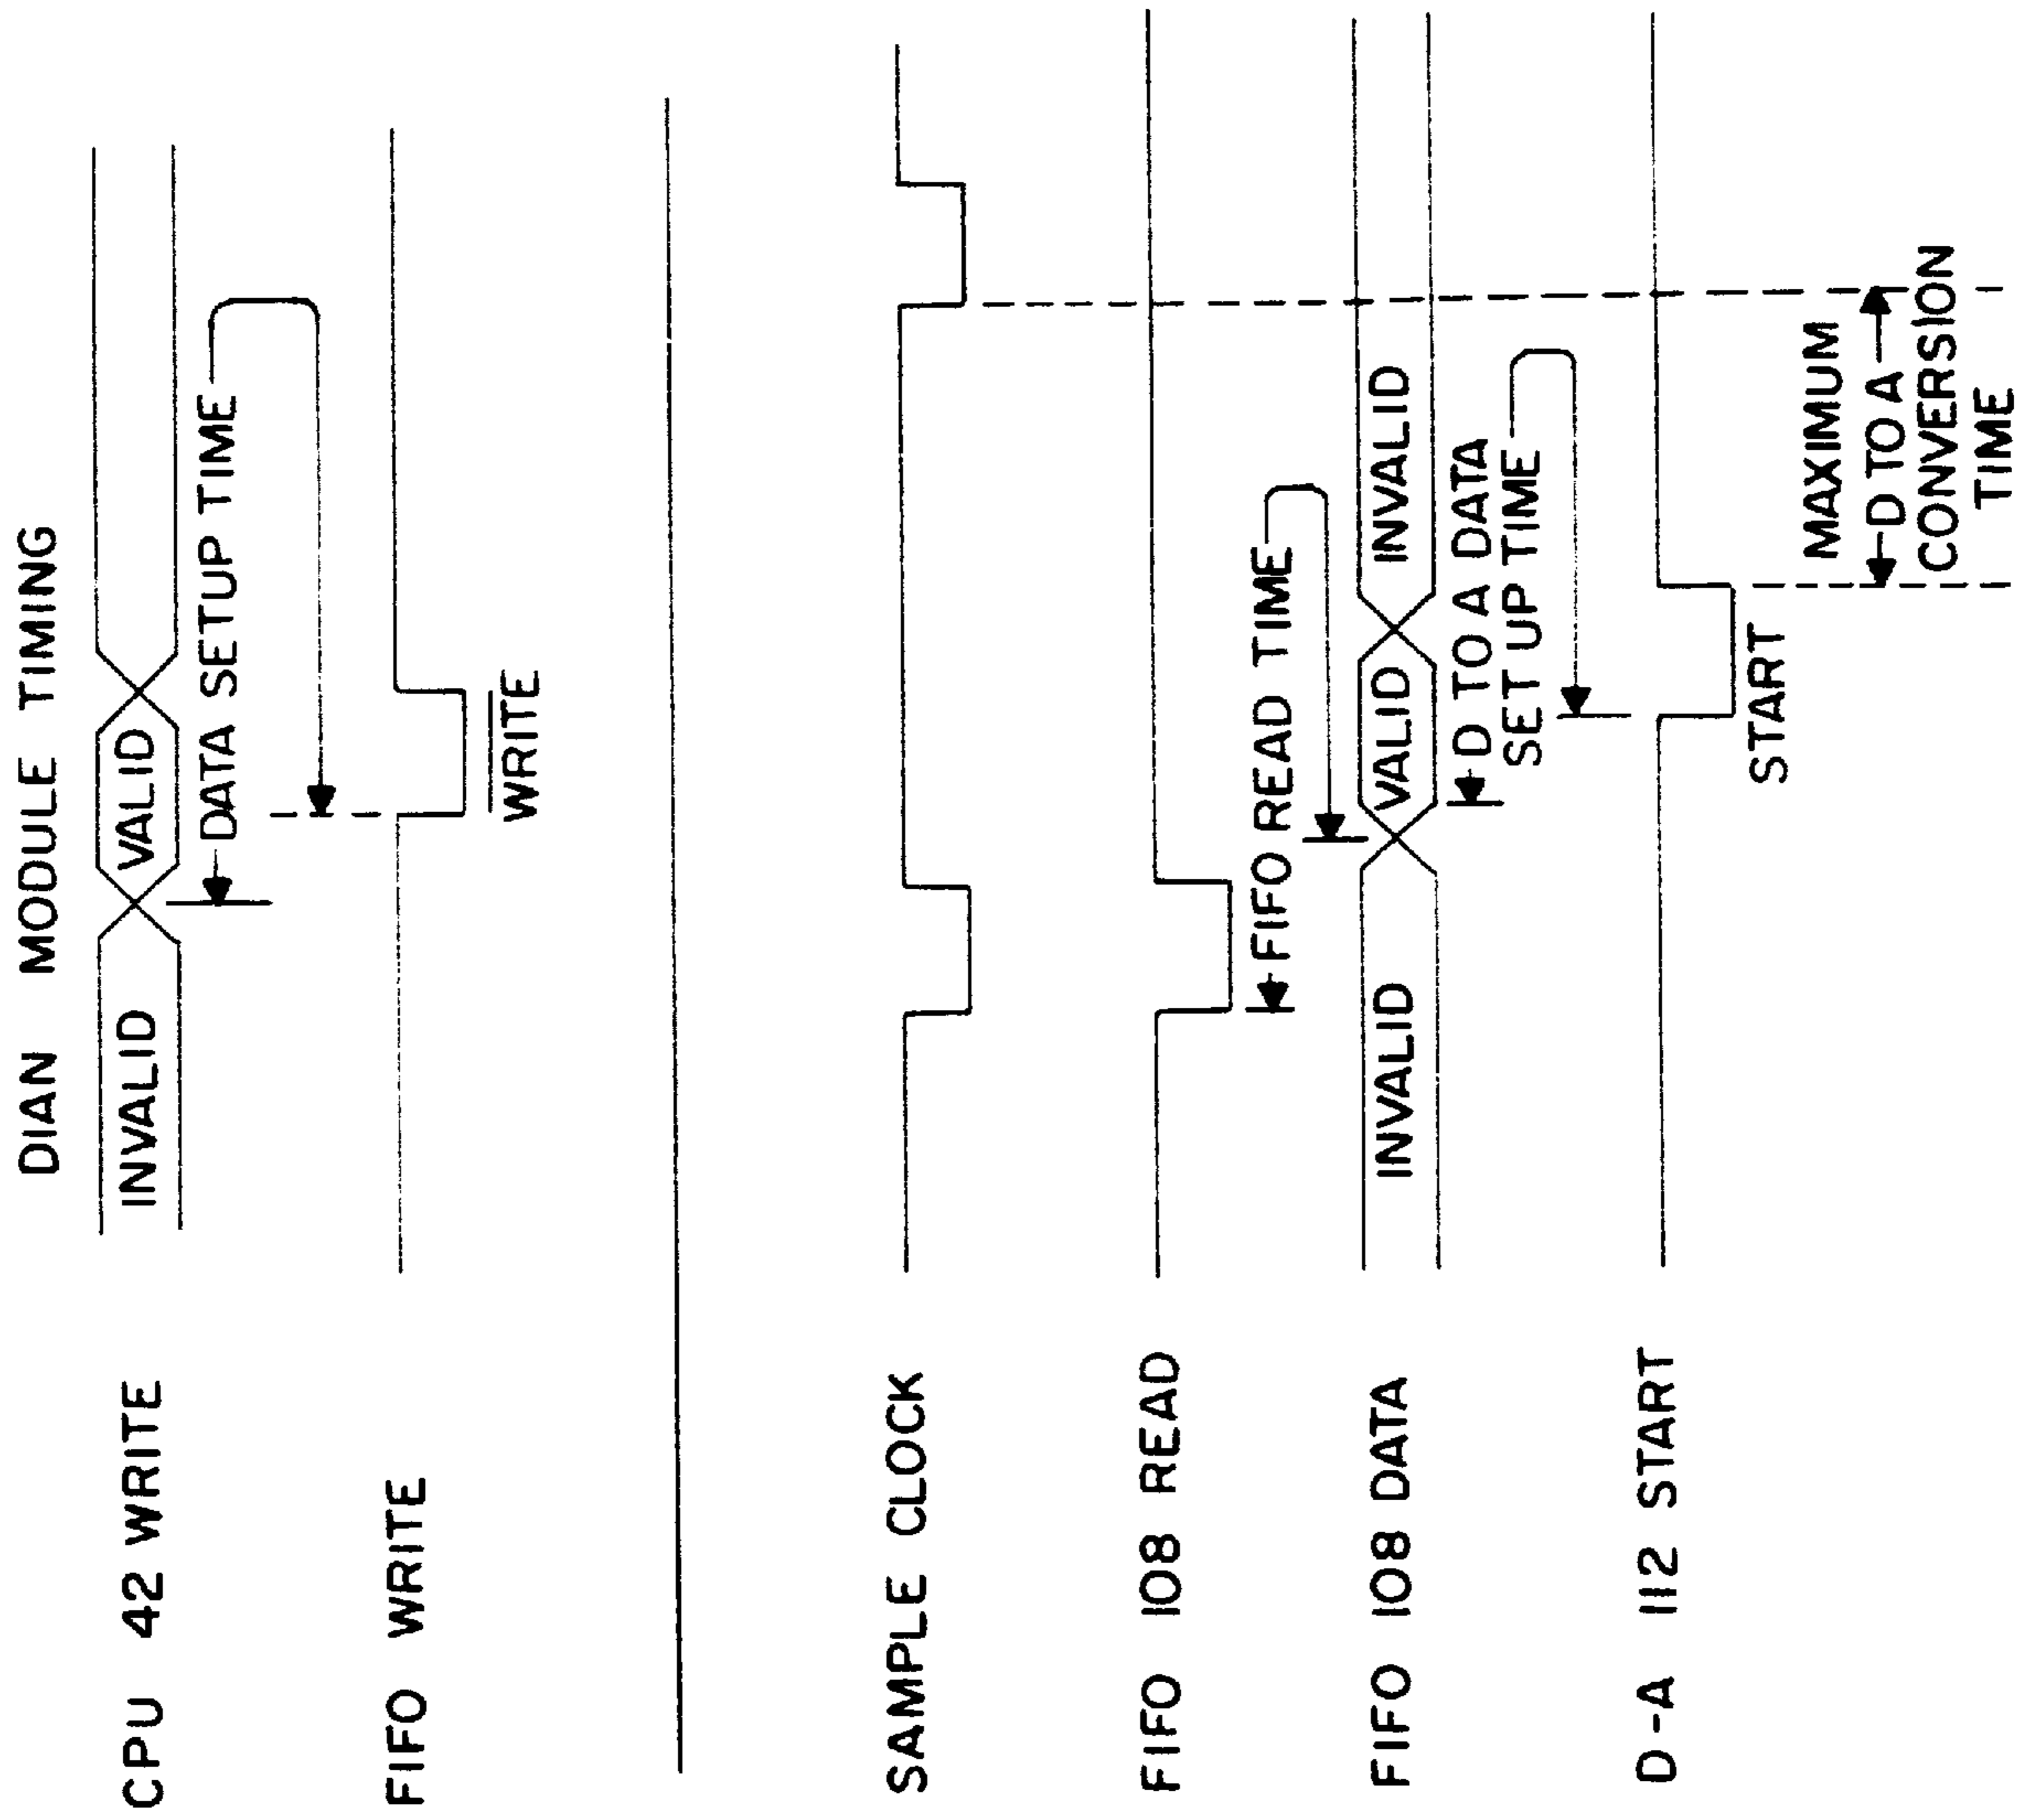 DIAN MODULE TIMING
CPU 42 WRITE
INVALID
VALID
DATA SETUP TIME
FIFO WRITE
WRITE
SAMPLE CLOCK
FIFO 108 READ
FIFO READ TIME
FIFO 108 DATA
INVALID
VALID
INVALID
D TO A DATA
SET UP TIME
D-A 112 START
START
MAXIMUM
D TO A
CONVERSION
TIME